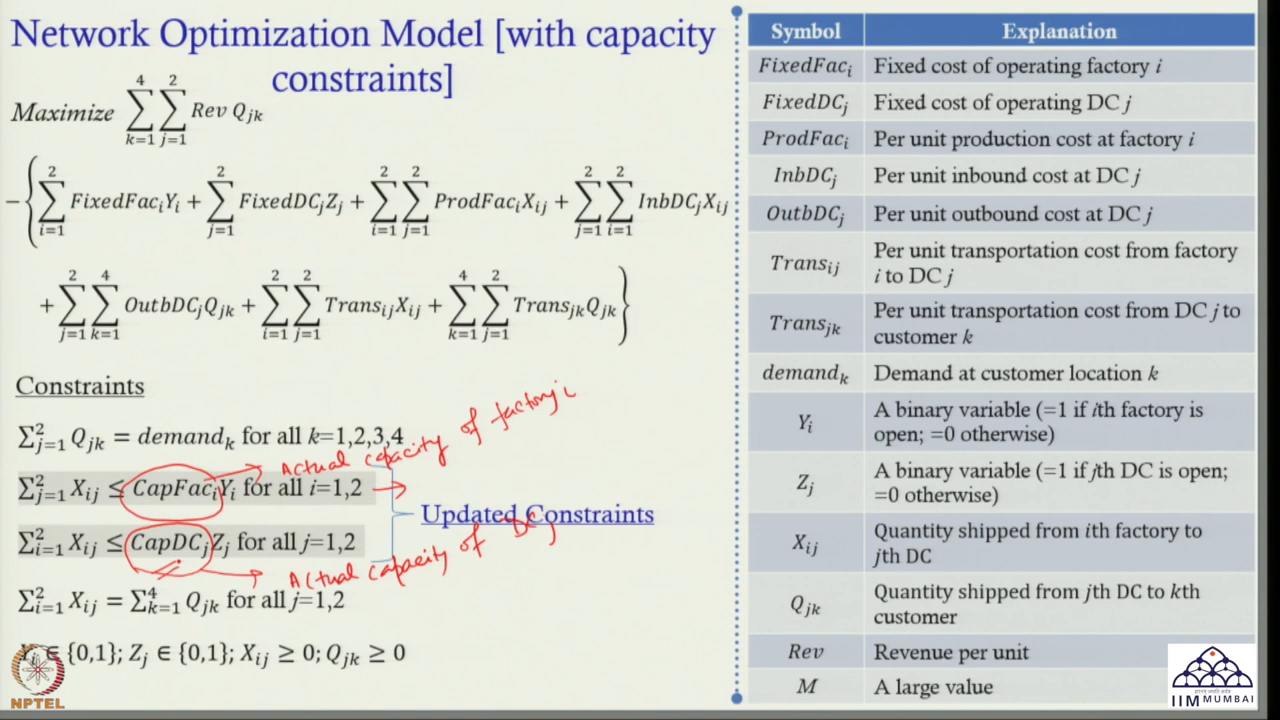 Network Optimization Model [with capacity
constraints]
Maximize ∑_{k=1}^{4} ∑_{j=1}^{2} Rev Q_{jk}
−{∑_{i=1}^{2} FixedFac_i Y_i + ∑_{j=1}^{2} FixedDC_j Z_j + ∑_{i=1}^{2} ∑_{j=1}^{2} ProdFac_i X_{ij} + ∑_{j=1}^{2} ∑_{i=1}^{2} InbDC_j X_{ij}
+ ∑_{j=1}^{2} ∑_{k=1}^{4} OutbDC_j Q_{jk} + ∑_{i=1}^{2} ∑_{j=1}^{2} Trans_{ij} X_{ij} + ∑_{k=1}^{4} ∑_{j=1}^{2} Trans_{jk} Q_{jk}}
Constraints
∑_{j=1}^{2} Q_{jk} = demand_k for all k=1,2,3,4
Actual capacity of factory i
∑_{j=1}^{2} X_{ij} ≤ CapFac_i Y_i for all i=1,2
Updated Constraints
∑_{i=1}^{2} X_{ij} ≤ CapDC_j Z_j for all j=1,2
Actual capacity of DC j
∑_{i=1}^{2} X_{ij} = ∑_{k=1}^{4} Q_{jk} for all j=1,2
Y_i ∈ {0,1}; Z_j ∈ {0,1}; X_{ij} ≥ 0; Q_{jk} ≥ 0
NPTEL
Symbol Explanation
FixedFac_i Fixed cost of operating factory i
FixedDC_j Fixed cost of operating DC j
ProdFac_i Per unit production cost at factory i
InbDC_j Per unit inbound cost at DC j
OutbDC_j Per unit outbound cost at DC j
Trans_{ij} Per unit transportation cost from factory
i to DC j
Trans_{jk} Per unit transportation cost from DC j to
customer k
demand_k Demand at customer location k
Y_i A binary variable (=1 if ith factory is
open; =0 otherwise)
Z_j A binary variable (=1 if jth DC is open;
=0 otherwise)
X_{ij} Quantity shipped from ith factory to
jth DC
Q_{jk} Quantity shipped from jth DC to kth
customer
Rev Revenue per unit
M A large value
IIM MUMBAI